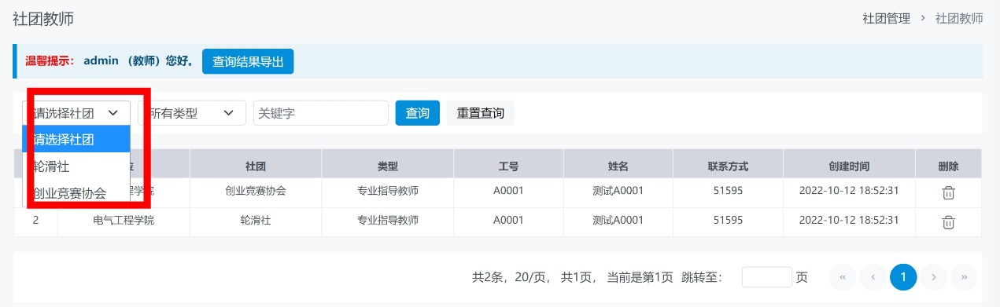 社团教师
社团管理 › 社团教师
温馨提示: admin （教师）您好。 查询结果导出
请选择社团 所有类型 关键字 查询 重置查询
请选择社团
轮滑社
创业竞赛协会
社团 类型 工号 姓名 联系方式 创建时间 删除
程学院 创业竞赛协会 专业指导教师 A0001 测试A0001 51595 2022-10-12 18:52:31
2 电气工程学院 轮滑社 专业指导教师 A0001 测试A0001 51595 2022-10-12 18:52:31
共2条，20/页， 共1页， 当前是第1页 跳转至： 页 « ‹ 1 › »